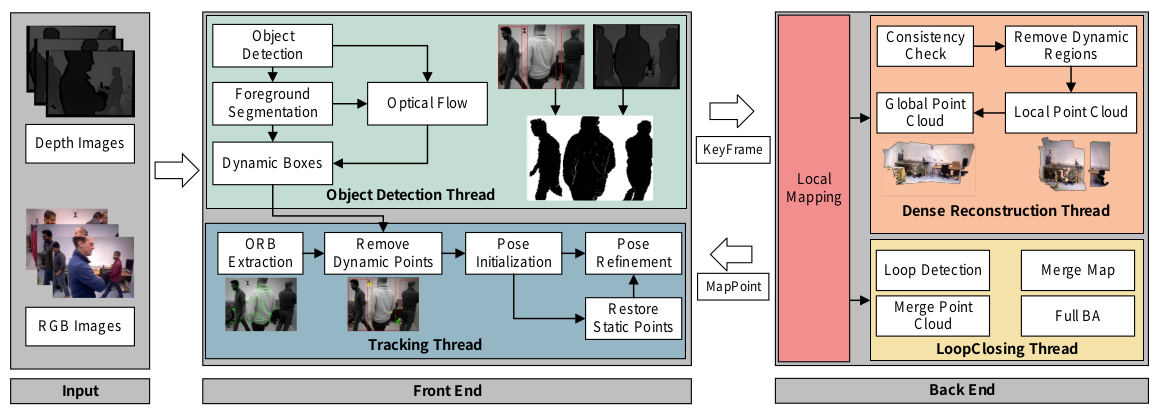 Depth Images
RGB Images
Input
Object
Detection
Foreground
Segmentation
Optical Flow
Dynamic Boxes
Object Detection Thread
ORB
Extraction
Remove
Dynamic Points
Pose
Initialization
Pose
Refinement
Restore
Static Points
Tracking Thread
Front End
KeyFrame
MapPoint
Local
Mapping
Consistency
Check
Remove Dynamic
Regions
Global Point
Cloud
Local Point Cloud
Dense Reconstruction Thread
Loop Detection
Merge Map
Merge Point
Cloud
Full BA
LoopClosing Thread
Back End